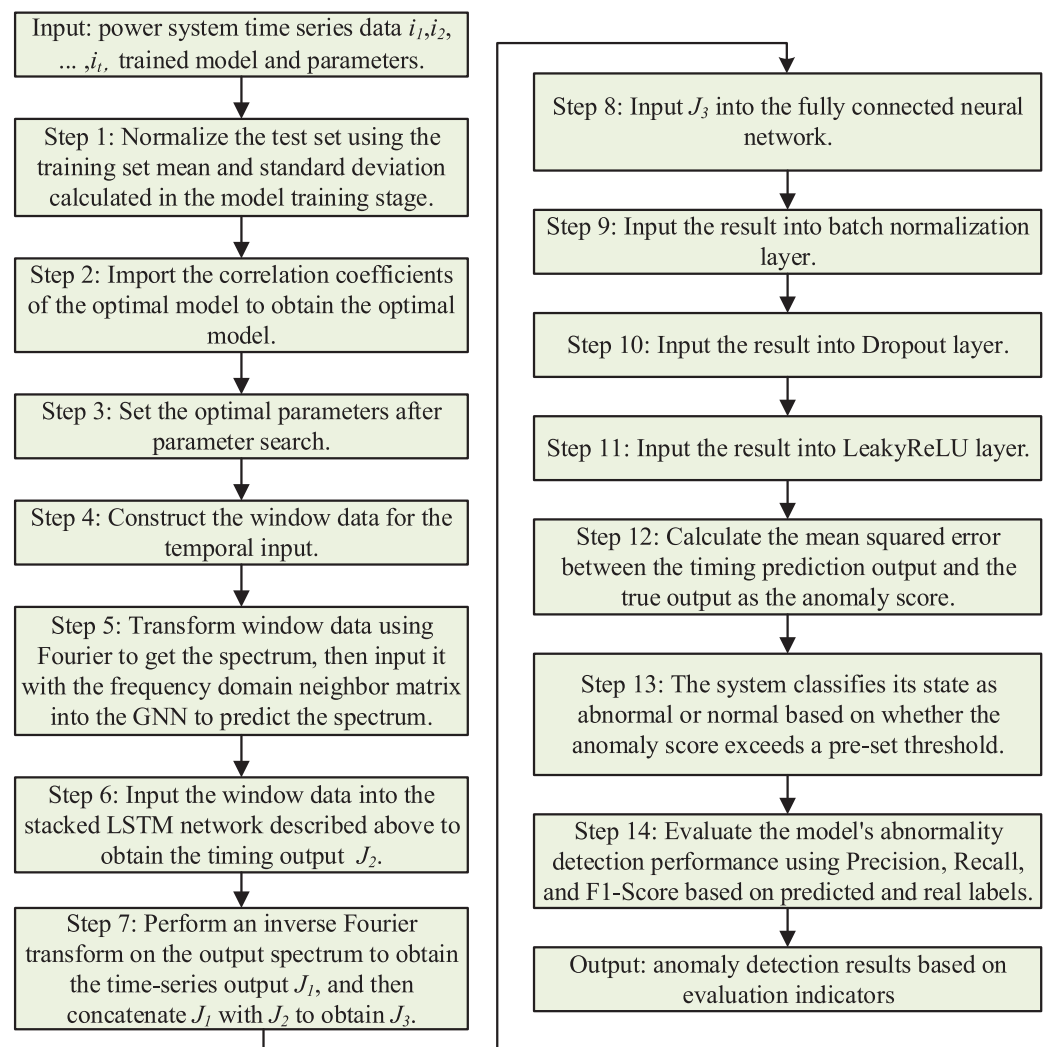 Input: power system time series data i1,i2,
... ,it, trained model and parameters.
Step 1: Normalize the test set using the
training set mean and standard deviation
calculated in the model training stage.
Step 2: Import the correlation coefficients
of the optimal model to obtain the optimal
model.
Step 3: Set the optimal parameters after
parameter search.
Step 4: Construct the window data for the
temporal input.
Step 5: Transform window data using
Fourier to get the spectrum, then input it
with the frequency domain neighbor matrix
into the GNN to predict the spectrum.
Step 6: Input the window data into the
stacked LSTM network described above to
obtain the timing output J2.
Step 7: Perform an inverse Fourier
transform on the output spectrum to obtain
the time-series output J1, and then
concatenate J1 with J2 to obtain J3.
Step 8: Input J3 into the fully connected neural
network.
Step 9: Input the result into batch normalization
layer.
Step 10: Input the result into Dropout layer.
Step 11: Input the result into LeakyReLU layer.
Step 12: Calculate the mean squared error
between the timing prediction output and the
true output as the anomaly score.
Step 13: The system classifies its state as
abnormal or normal based on whether the
anomaly score exceeds a pre-set threshold.
Step 14: Evaluate the model's abnormality
detection performance using Precision, Recall,
and F1-Score based on predicted and real labels.
Output: anomaly detection results based on
evaluation indicators